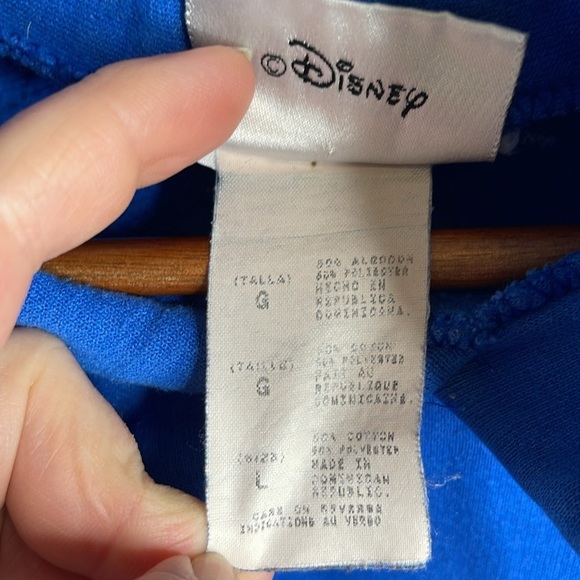 © Disney
(TALLA)
G
50% ALGODON
50% POLIESTER
HECHO EN
REPUBLICA
DOMINICANA.
(TAILLE)
G
50% COTON
50% POLYESTER
FAIT AU
REPUBLIQUE
DOMINICAINE.
(SIZE)
L
50% COTTON
50% POLYESTER
MADE IN
DOMINICAN
REPUBLIC.
CARE ON REVERSE
INDICATIONS AU VERSO